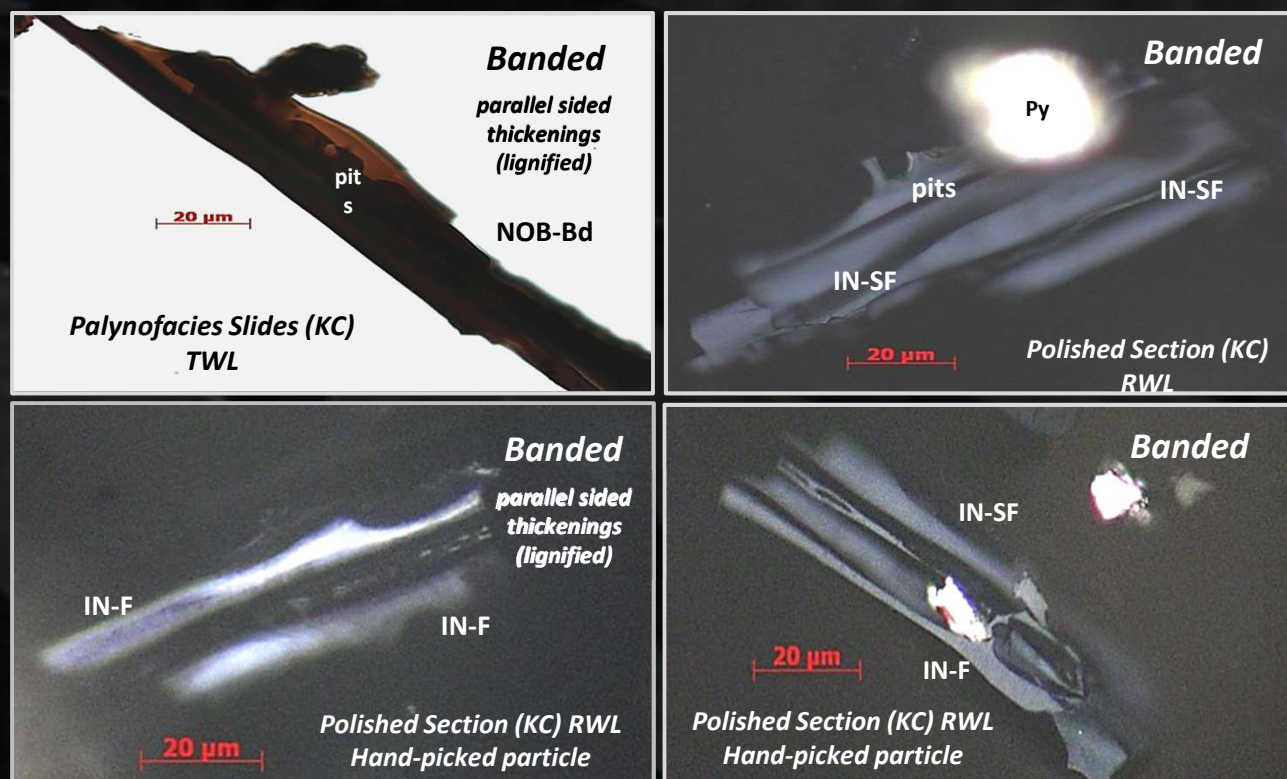 Banded
parallel sided
thickenings
(lignified)
pit
s
20 µm
NOB-Bd
Palynofacies Slides (KC)
TWL
Banded
Py
pits
IN-SF
IN-SF
20 µm
Polished Section (KC)
RWL
Banded
parallel sided
thickenings
(lignified)
IN-F
IN-F
20 µm
Polished Section (KC) RWL
Hand-picked particle
Banded
IN-SF
20 µm
IN-F
Polished Section (KC) RWL
Hand-picked particle